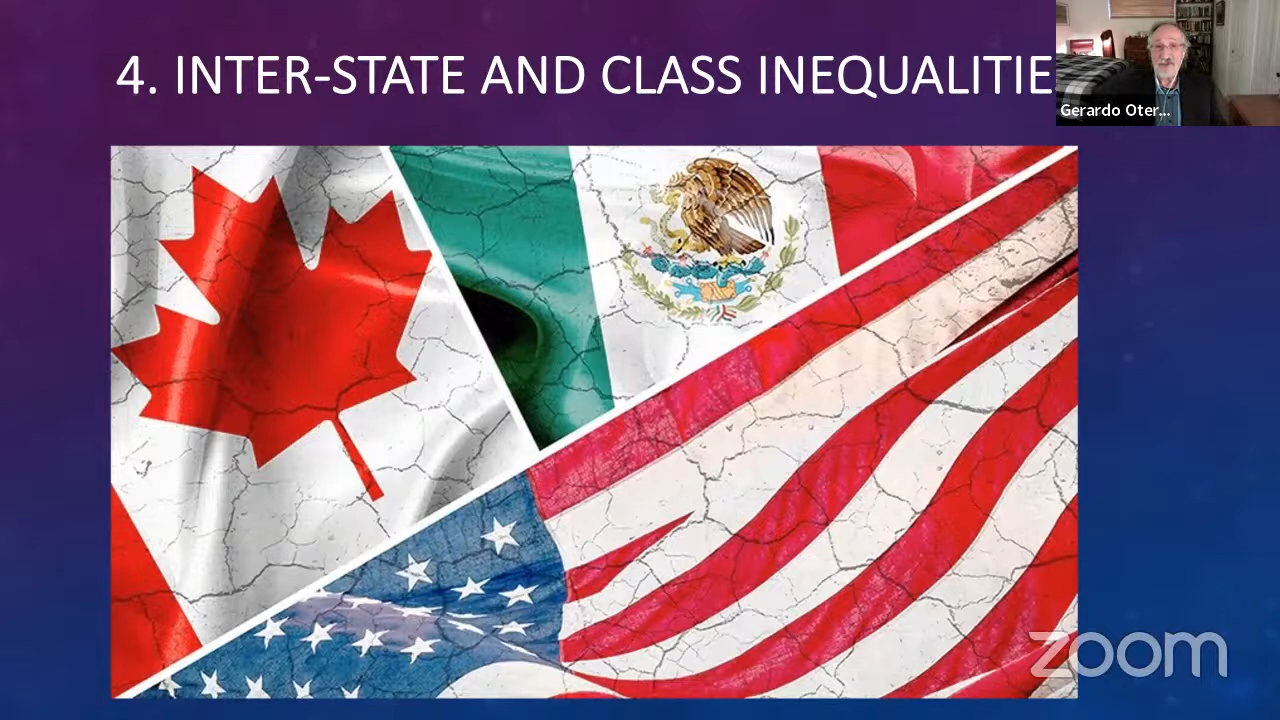 4. INTER-STATE AND CLASS INEQUALITIE
Gerardo Oter...
zoom